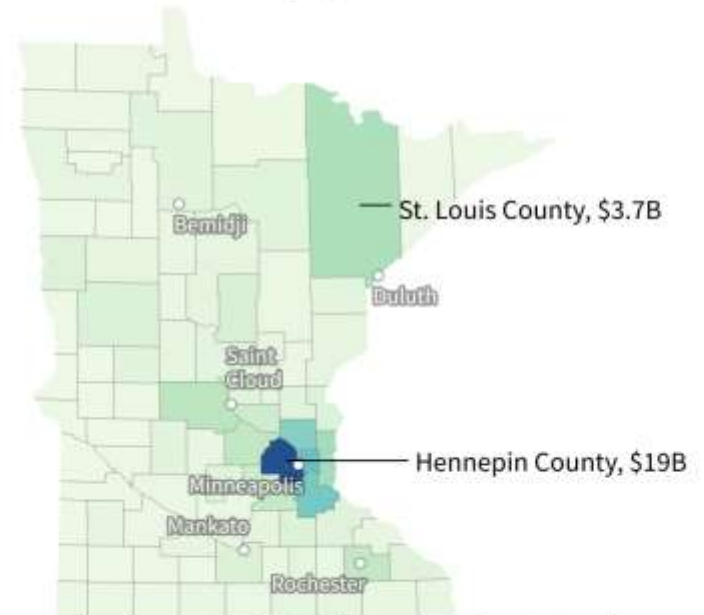 St. Louis County, $3.7B
Bemidji
Duluth
Saint
Cloud
Hennepin County, $19B
Minneapolis
Mankato
Rochester